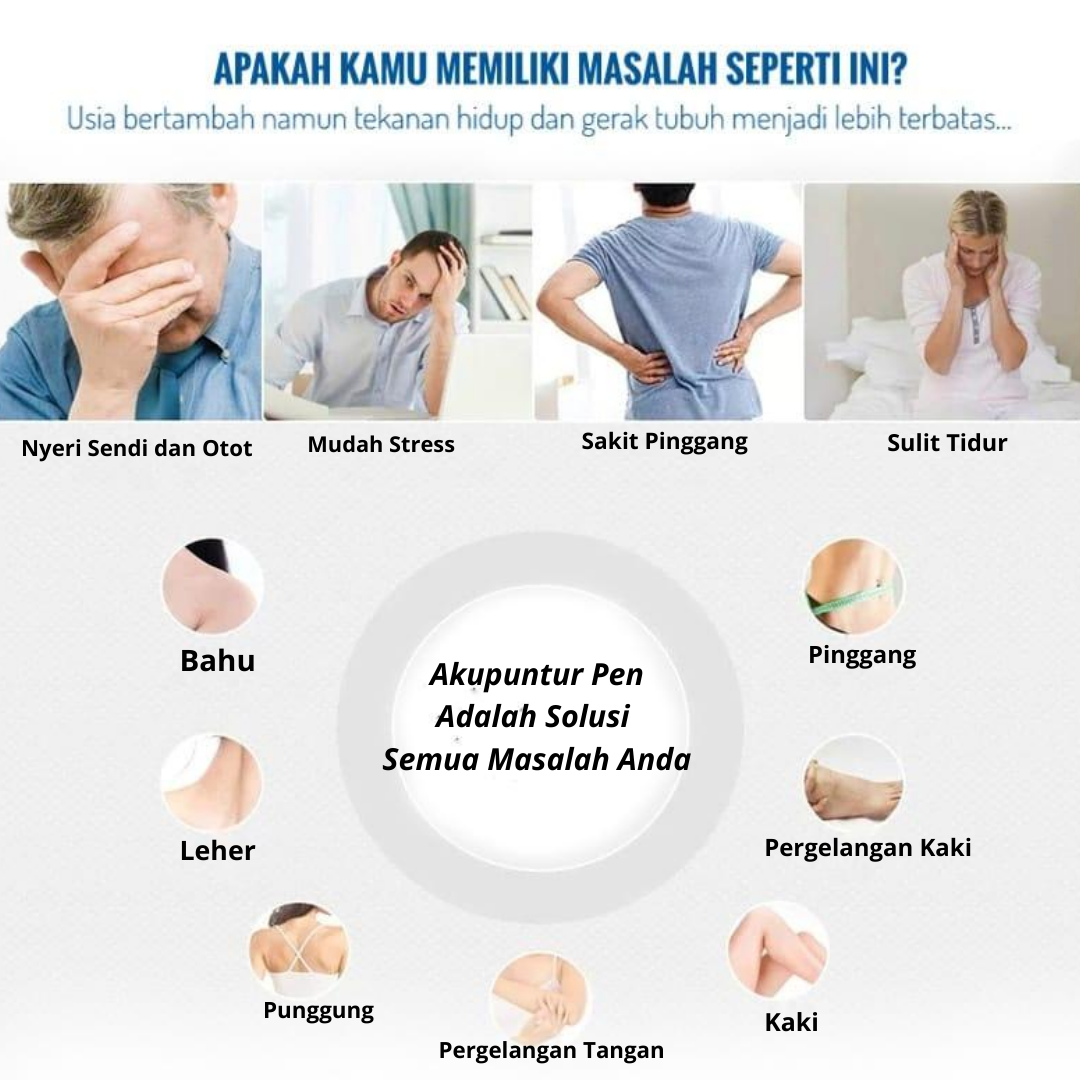 APAKAH KAMU MEMILIKI MASALAH SEPERTI INI?
Usia bertambah namun tekanan hidup dan gerak tubuh menjadi lebih terbatas...
Nyeri Sendi dan Otot
Mudah Stress
Sakit Pinggang
Sulit Tidur
Bahu
Pinggang
Akupuntur Pen
Adalah Solusi
Semua Masalah Anda
Leher
Pergelangan Kaki
Punggung
Kaki
Pergelangan Tangan